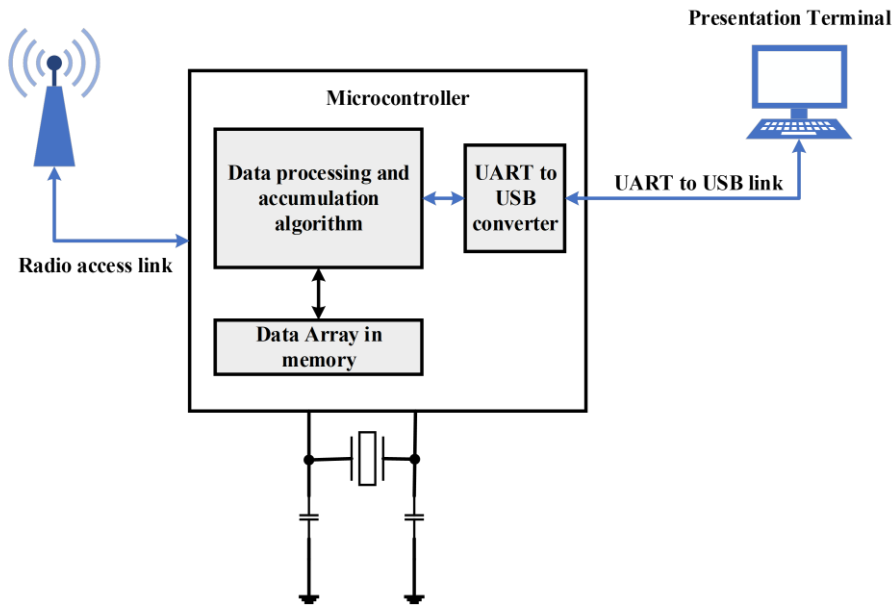 Presentation Terminal
Microcontroller
Data processing and
accumulation
algorithm
UART to
USB
converter
UART to USB link
Radio access link
Data Array in
memory